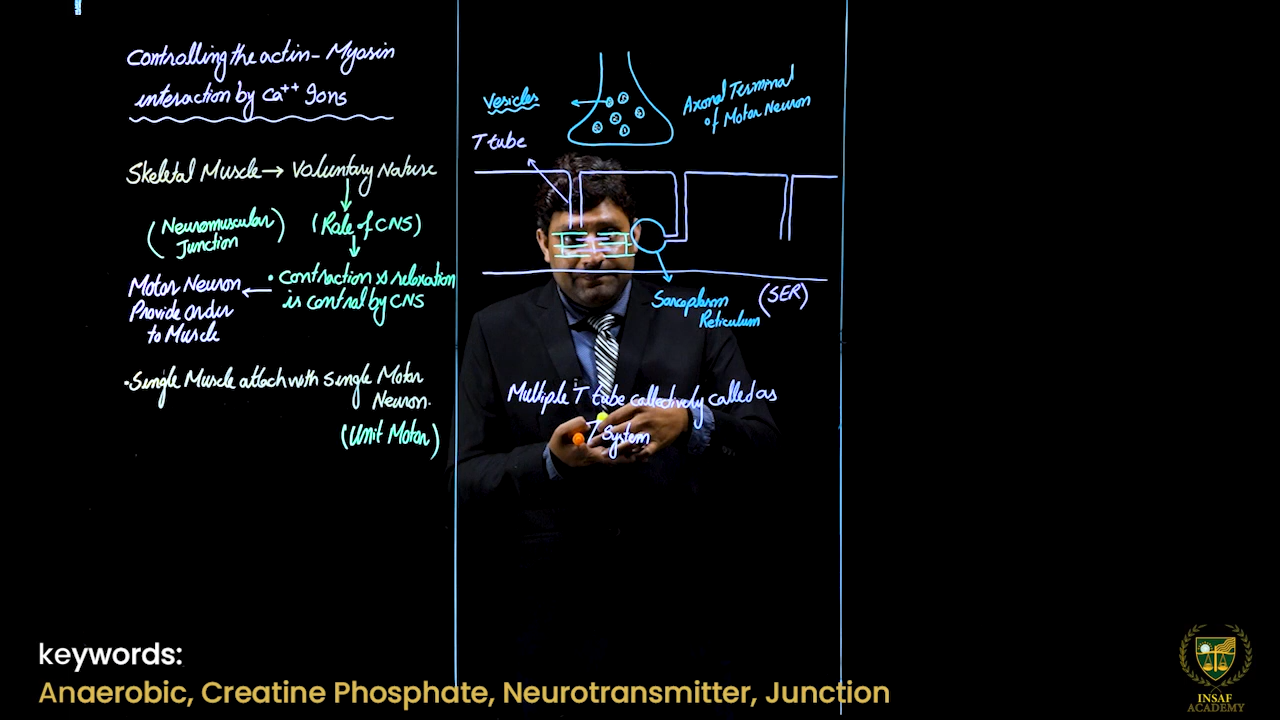 Controlling the actin - Myosin
interaction by Ca++ Ions
Skeletal Muscle → Voluntary Nature
(Neuromuscular
Junction)
(Role of CNS)
• Contraction & relaxation
is control by CNS
Motor Neuron
Provide order
to Muscle
• Single Muscle attach with Single Motor
Neuron.
(Unit Motor)
Vesicles
Axonal Terminal
of Motor Neuron
T tube
Sarcoplasm
Reticulum
(SER)
Multiple T tube collectively called as
T System
keywords:
Anaerobic, Creatine Phosphate, Neurotransmitter, Junction
INSAF
ACADEMY